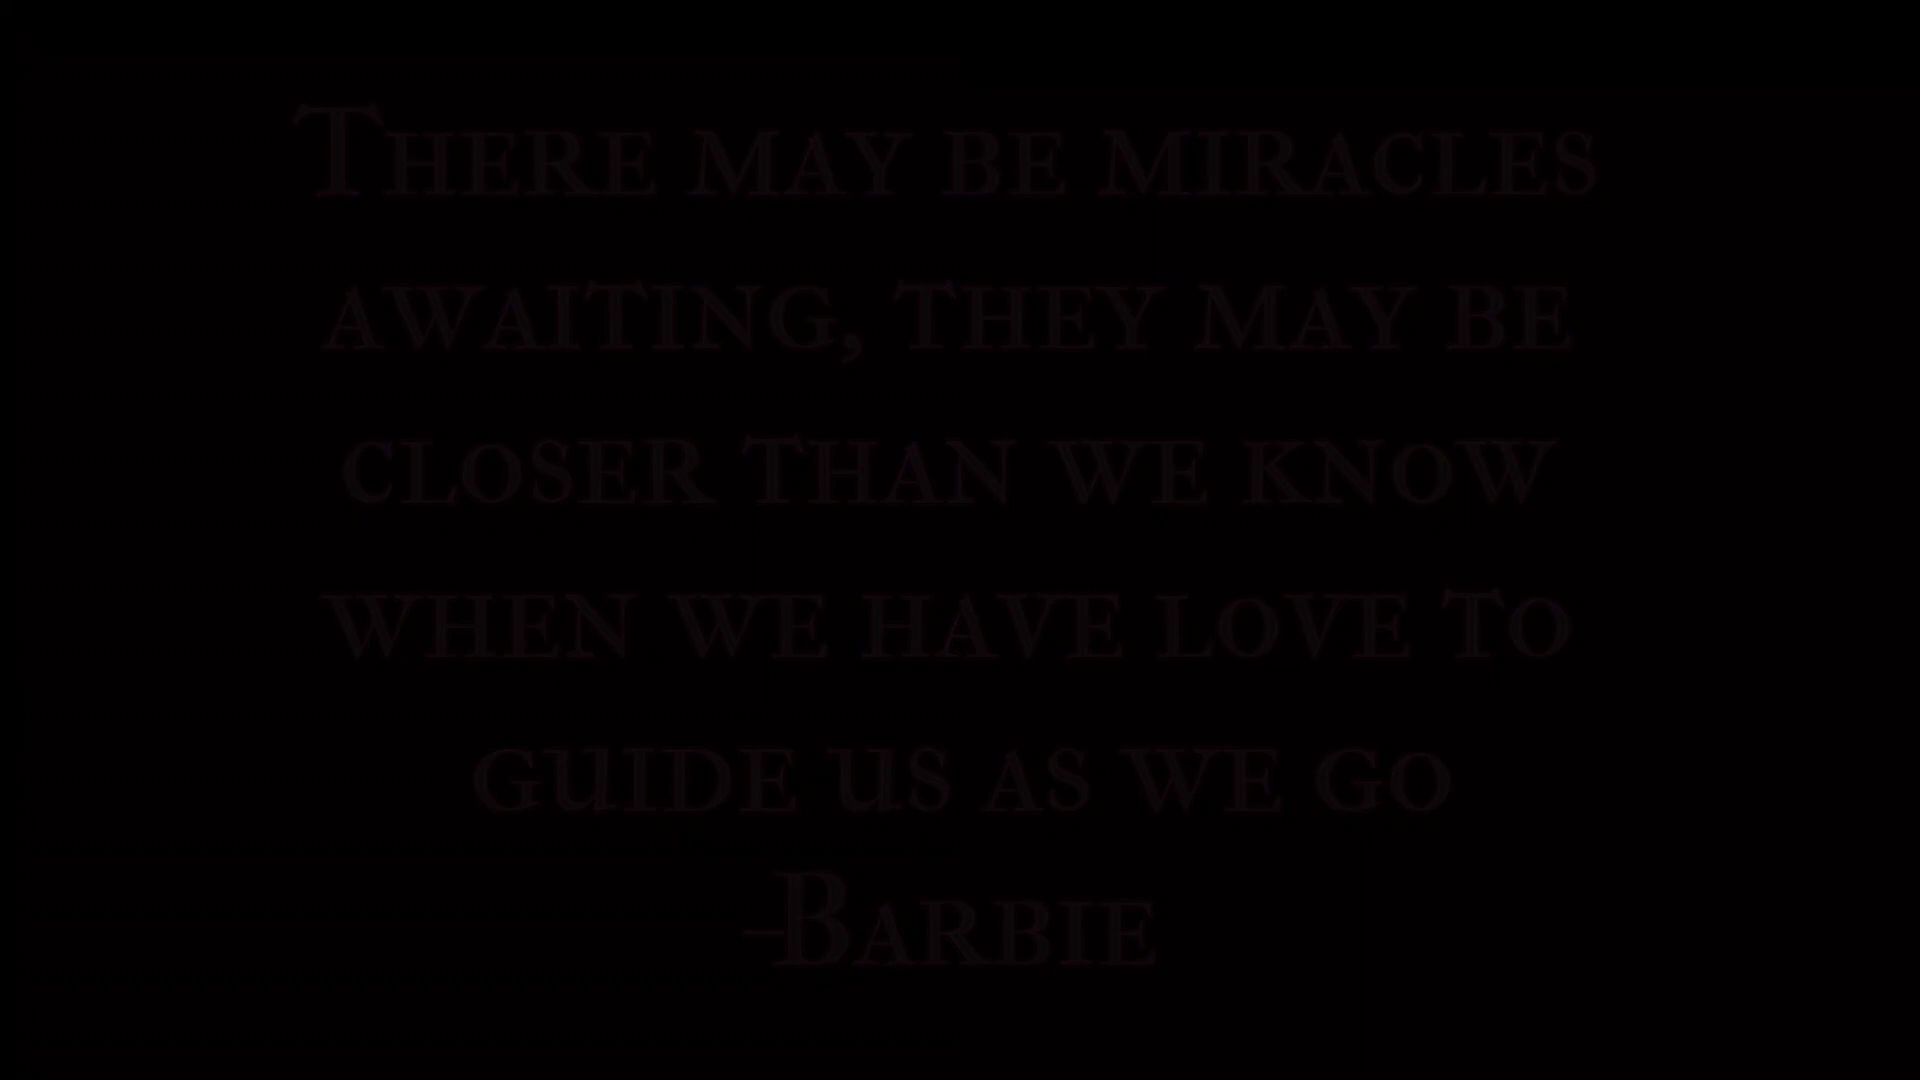 There may be miracles
awaiting, they may be
closer than we know
when we have love to
guide us as we go
-Barbie